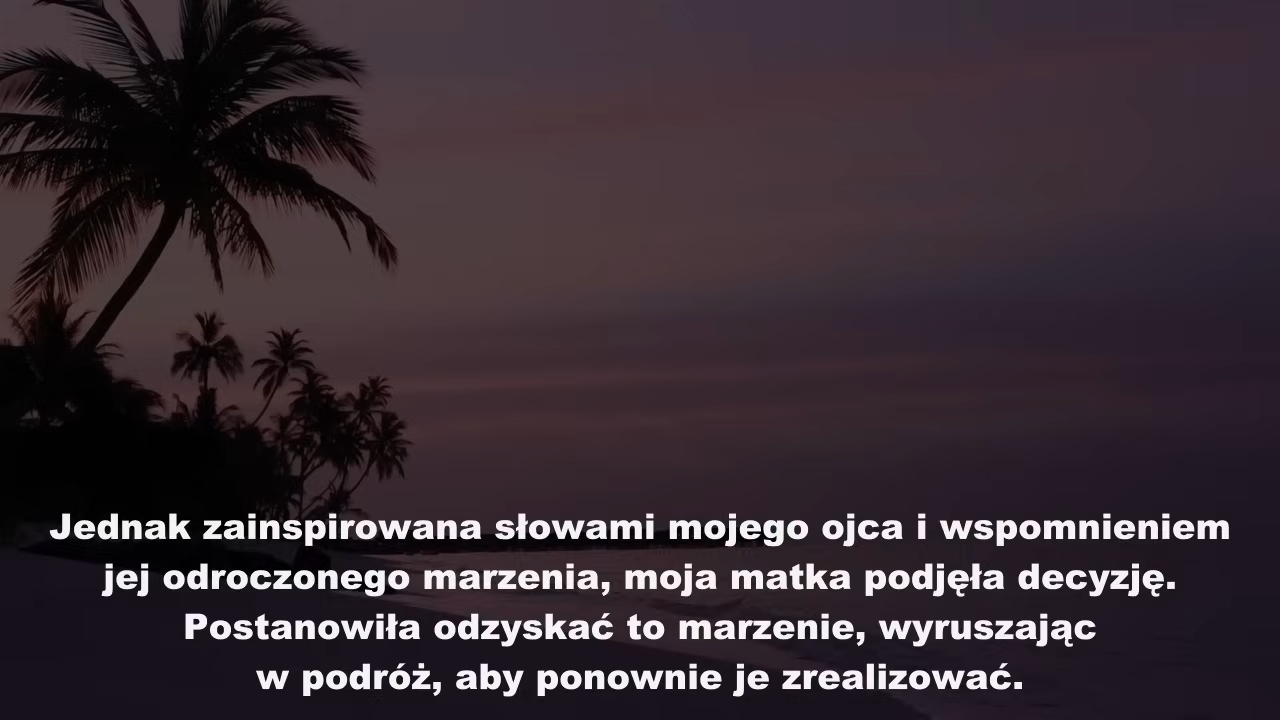 Jednak zainspirowana słowami mojego ojca i wspomnieniem
jej odroczonego marzenia, moja matka podjęła decyzję.
Postanowiła odzyskać to marzenie, wyruszając
w podróż, aby ponownie je zrealizować.